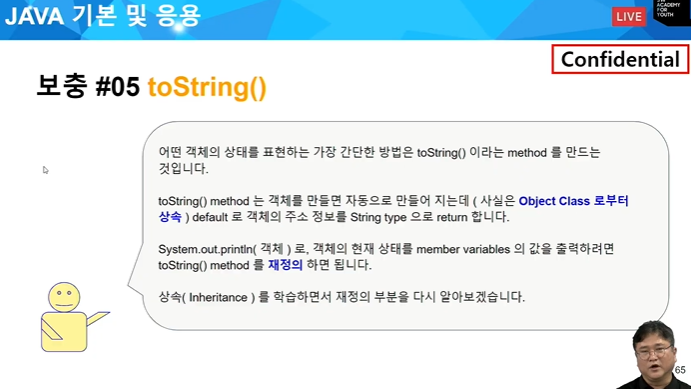 JAVA 기본 및 응용
LIVE
ACADEMY
FOR
YOUTH
Confidential
보충 #05 toString()
어떤 객체의 상태를 표현하는 가장 간단한 방법은 toString() 이라는 method 를 만드는
것입니다.
toString() method 는 객체를 만들면 자동으로 만들어 지는데 ( 사실은 Object Class 로부터
상속 ) default 로 객체의 주소 정보를 String type 으로 return 합니다.
System.out.println( 객체 ) 로, 객체의 현재 상태를 member variables 의 값을 출력하려면
toString() method 를 재정의 하면 됩니다.
상속( Inheritance ) 를 학습하면서 재정의 부분을 다시 알아보겠습니다.
65